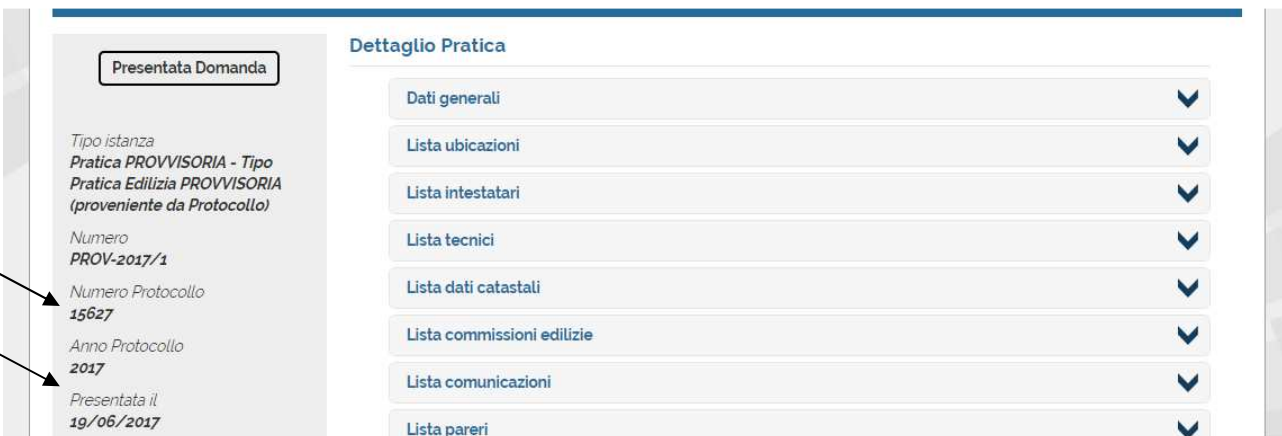 Presentata Domanda
Tipo istanza
Pratica PROVVISORIA - Tipo
Pratica Edilizia PROVVISORIA
(proveniente da Protocollo)
Numero
PROV-2017/1
Numero Protocollo
15627
Anno Protocollo
2017
Presentata il
19/06/2017
Dettaglio Pratica
Dati generali
Lista ubicazioni
Lista intestatari
Lista tecnici
Lista dati catastali
Lista commissioni edilizie
Lista comunicazioni
Lista pareri